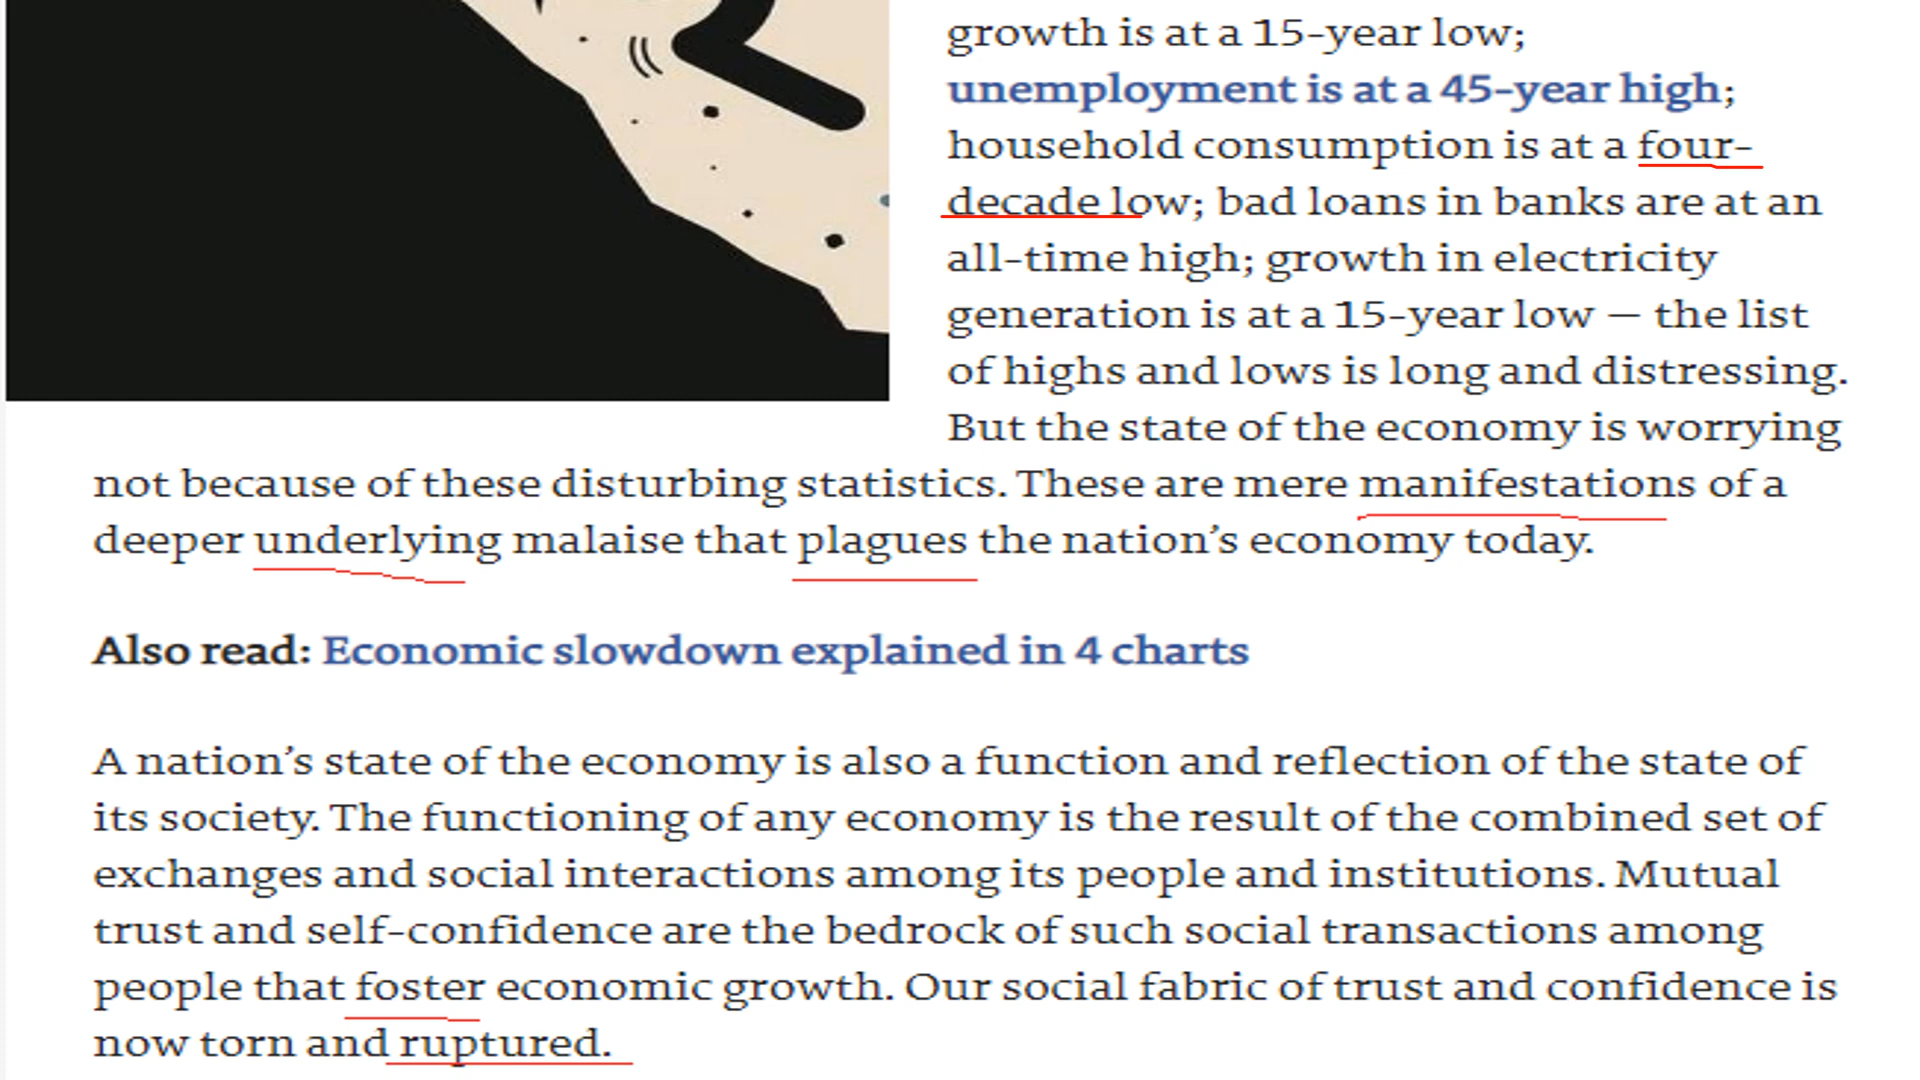 growth is at a 15-year low;
unemployment is at a 45-year high;
household consumption is at a four-
decade low; bad loans in banks are at an
all-time high; growth in electricity
generation is at a 15-year low — the list
of highs and lows is long and distressing.
But the state of the economy is worrying
not because of these disturbing statistics. These are mere manifestations of a
deeper underlying malaise that plagues the nation’s economy today.
Also read: Economic slowdown explained in 4 charts
A nation’s state of the economy is also a function and reflection of the state of
its society. The functioning of any economy is the result of the combined set of
exchanges and social interactions among its people and institutions. Mutual
trust and self-confidence are the bedrock of such social transactions among
people that foster economic growth. Our social fabric of trust and confidence is
now torn and ruptured.